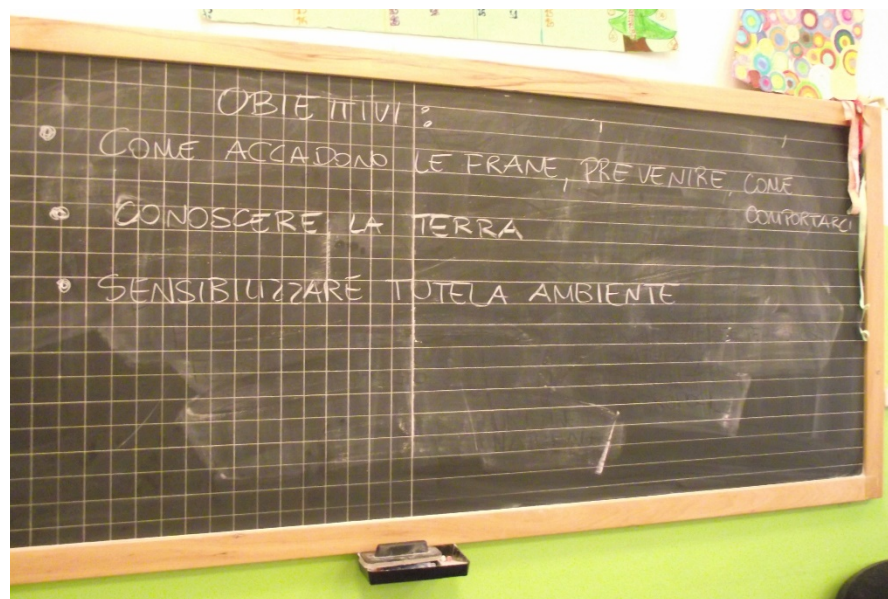 OBIETTIVI:
• COME ACCADONO LE FRANE, PREVENIRE, COME
COMPORTARCI
• CONOSCERE LA TERRA
• SENSIBILIZZARE TUTELA AMBIENTE